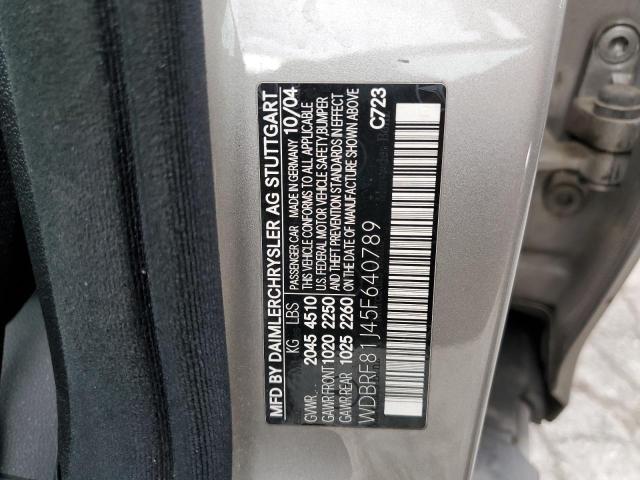 MFD BY DAIMLERCHRYSLER AG STUTTGART
KG LBS PASSENGER CAR MADE IN GERMANY 10/04
GVWR 2045 4510 THIS VEHICLE CONFORMS TO ALL APPLICABLE
U.S. FEDERAL MOTOR VEHICLE SAFETY,BUMPER
GAWR FRONT 1020 2250 AND THEFT PREVENTION STANDARDS IN EFFECT
GAWR REAR 1025 2260 ON THE DATE OF MANUFACTURE SHOWN ABOVE
C723
WDBRF81J45F640789